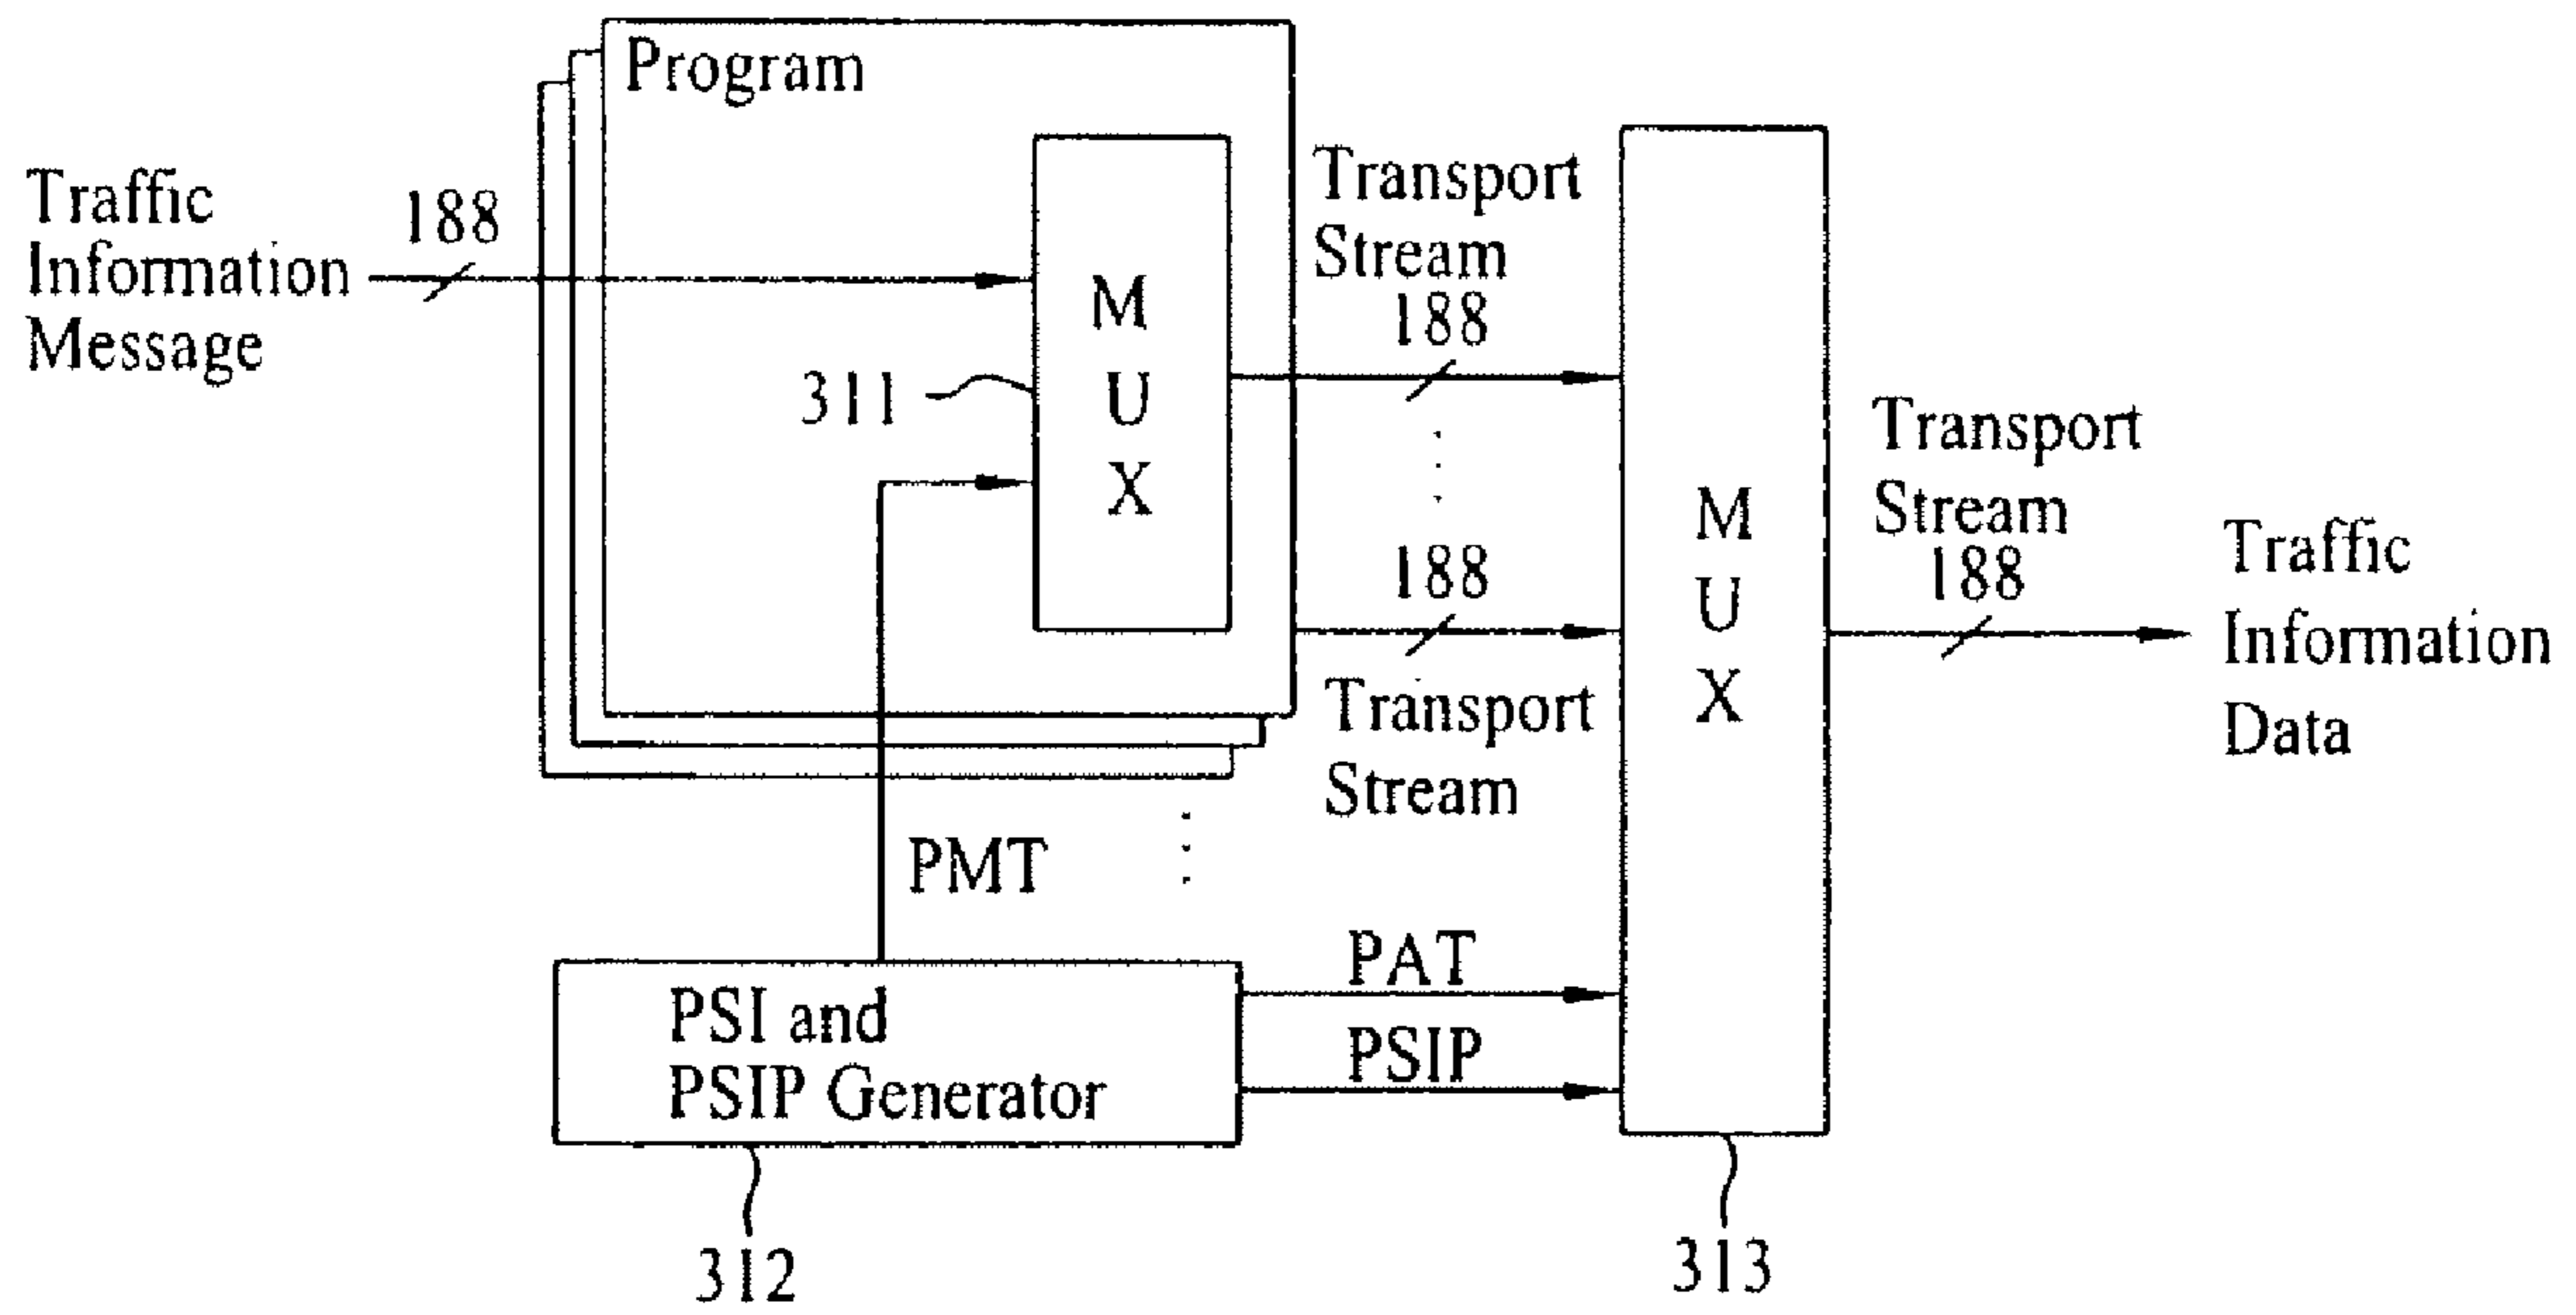 Program
Traffic
Information
Message
188
M
U
X
311
Transport
Stream
188
188
Transport
Stream
M
U
X
Transport
Stream
188
Traffic
Information
Data
PMT
PSI and
PSIP Generator
PAT
PSIP
312
313